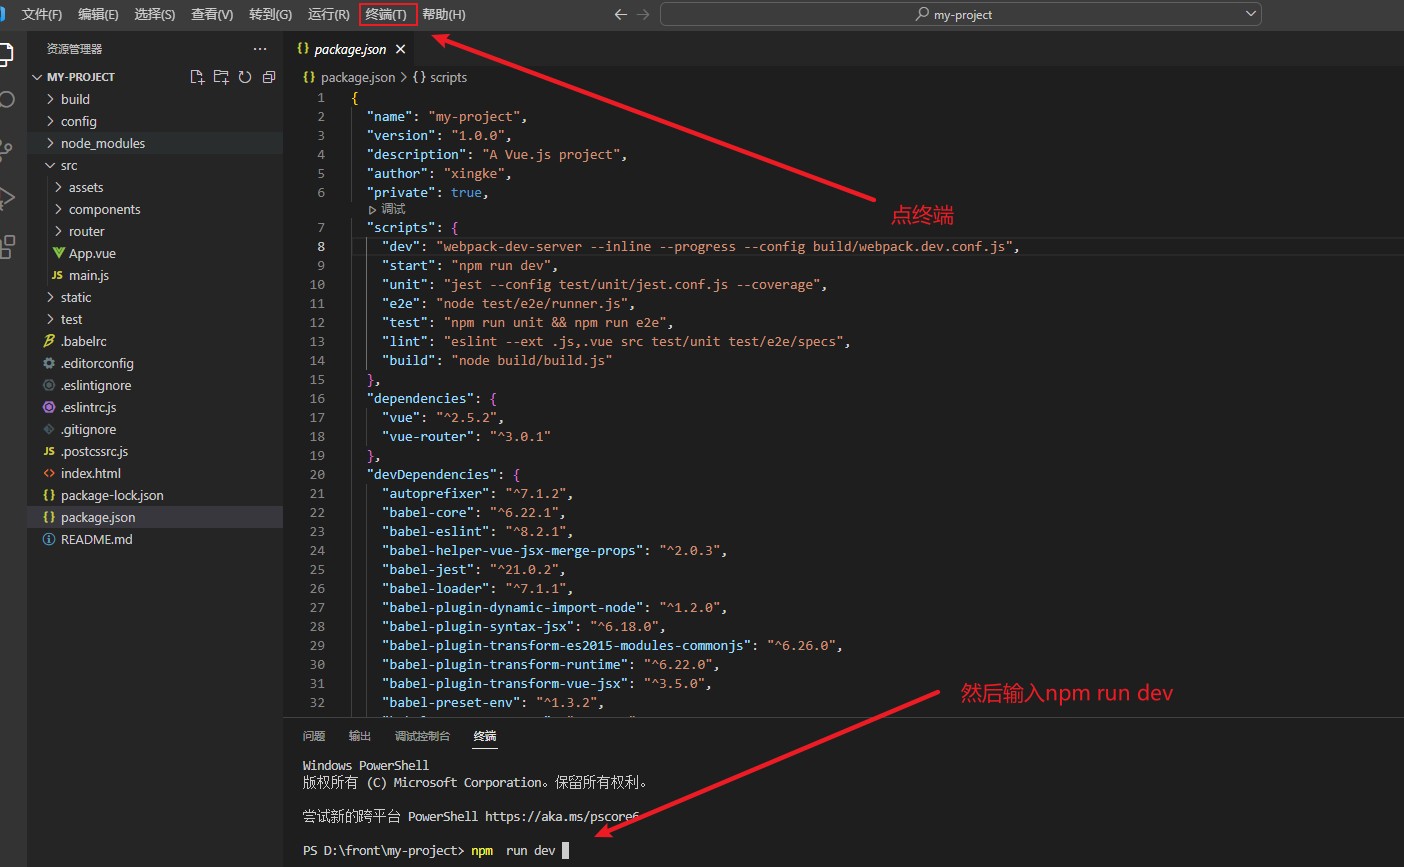 文件(F) 编辑(E) 选择(S) 查看(V) 转到(G) 运行(R) 终端(T) 帮助(H) my-project
资源管理器
MY-PROJECT
build
config
node_modules
src
assets
components
router
App.vue
JS main.js
static
test
.babelrc
.editorconfig
.eslintignore
.eslintrc.js
.gitignore
JS .postcssrc.js
<> index.html
{} package-lock.json
{} package.json
README.md
{} package.json
{} package.json > {} scripts
1 {
2 "name": "my-project",
3 "version": "1.0.0",
4 "description": "A Vue.js project",
5 "author": "xingke",
6 "private": true,
调试
7 "scripts": {
8 "dev": "webpack-dev-server --inline --progress --config build/webpack.dev.conf.js",
9 "start": "npm run dev",
10 "unit": "jest --config test/unit/jest.conf.js --coverage",
11 "e2e": "node test/e2e/runner.js",
12 "test": "npm run unit && npm run e2e",
13 "lint": "eslint --ext .js,.vue src test/unit test/e2e/specs",
14 "build": "node build/build.js"
15 },
16 "dependencies": {
17 "vue": "^2.5.2",
18 "vue-router": "^3.0.1"
19 },
20 "devDependencies": {
21 "autoprefixer": "^7.1.2",
22 "babel-core": "^6.22.1",
23 "babel-eslint": "^8.2.1",
24 "babel-helper-vue-jsx-merge-props": "^2.0.3",
25 "babel-jest": "^21.0.2",
26 "babel-loader": "^7.1.1",
27 "babel-plugin-dynamic-import-node": "^1.2.0",
28 "babel-plugin-syntax-jsx": "^6.18.0",
29 "babel-plugin-transform-es2015-modules-commonjs": "^6.26.0",
30 "babel-plugin-transform-runtime": "^6.22.0",
31 "babel-plugin-transform-vue-jsx": "^3.5.0",
32 "babel-preset-env": "^1.3.2",
点终端
然后输入npm run dev
问题 输出 调试控制台 终端
Windows PowerShell
版权所有 (C) Microsoft Corporation。保留所有权利。
尝试新的跨平台 PowerShell https://aka.ms/pscore6
PS D:\front\my-project> npm run dev